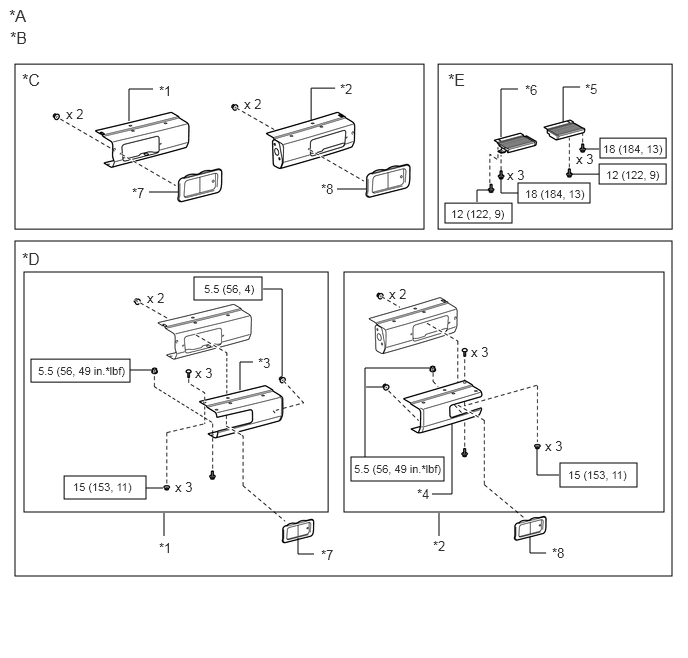 *A
*B
*C
*1
x 2
*7
*2
x 2
*8
*E
*6
*5
18 (184, 13)
x 3
x 3
12 (122, 9)
18 (184, 13)
12 (122, 9)
*D
5.5 (56, 4)
x 2
*3
5.5 (56, 49 in.*lbf)
x 3
15 (153, 11)
x 3
*1
*7
x 2
x 3
5.5 (56, 49 in.*lbf)
*4
x 3
15 (153, 11)
*2
*8